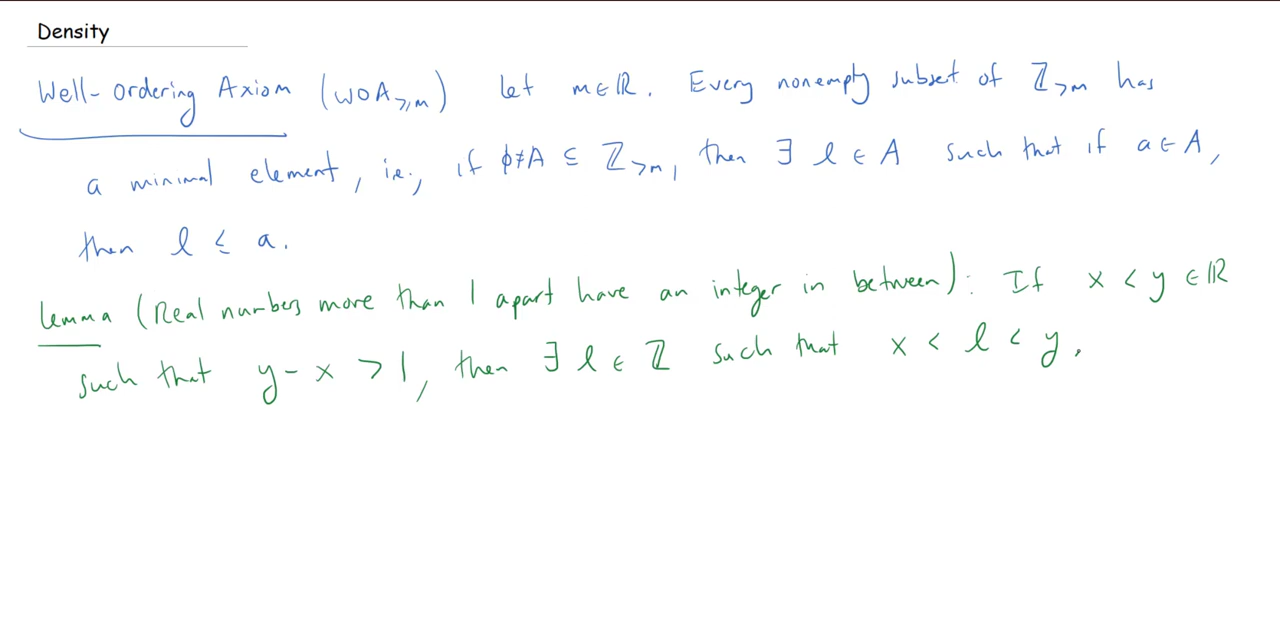 Density
Well-ordering Axiom (WOA≥m) let m∈ℝ. Every nonempty subset of ℤ>m has
a minimal element, i.e., if ϕ≠A ⊆ ℤ>m, then ∃ l ∈ A such that if a∈A,
then l ≤ a.
Lemma (Real numbers more than 1 apart have an integer in between): If x < y ∈ ℝ
such that y - x > 1, then ∃ l ∈ ℤ such that x < l < y.